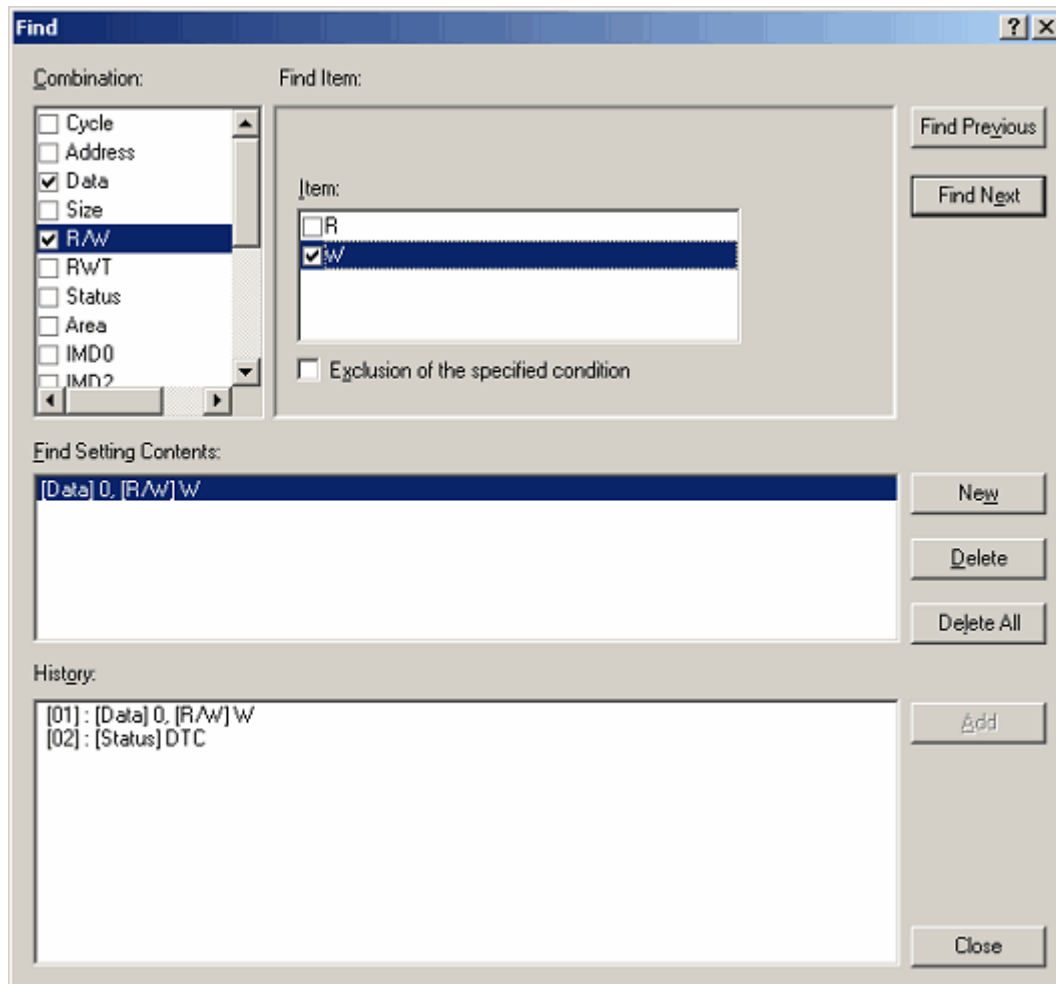 Find
Combination:
Find Item:
Cycle
Address
Data
Size
R/W
RWT
Status
Area
IMD0
IMD2
Item:
R
W
Exclusion of the specified condition
Find Previous
Find Next
Find Setting Contents:
[Data] 0, [R/W] W
New
Delete
Delete All
History:
[01] : [Data] 0, [R/W] W
[02] : [Status] DTC
Add
Close